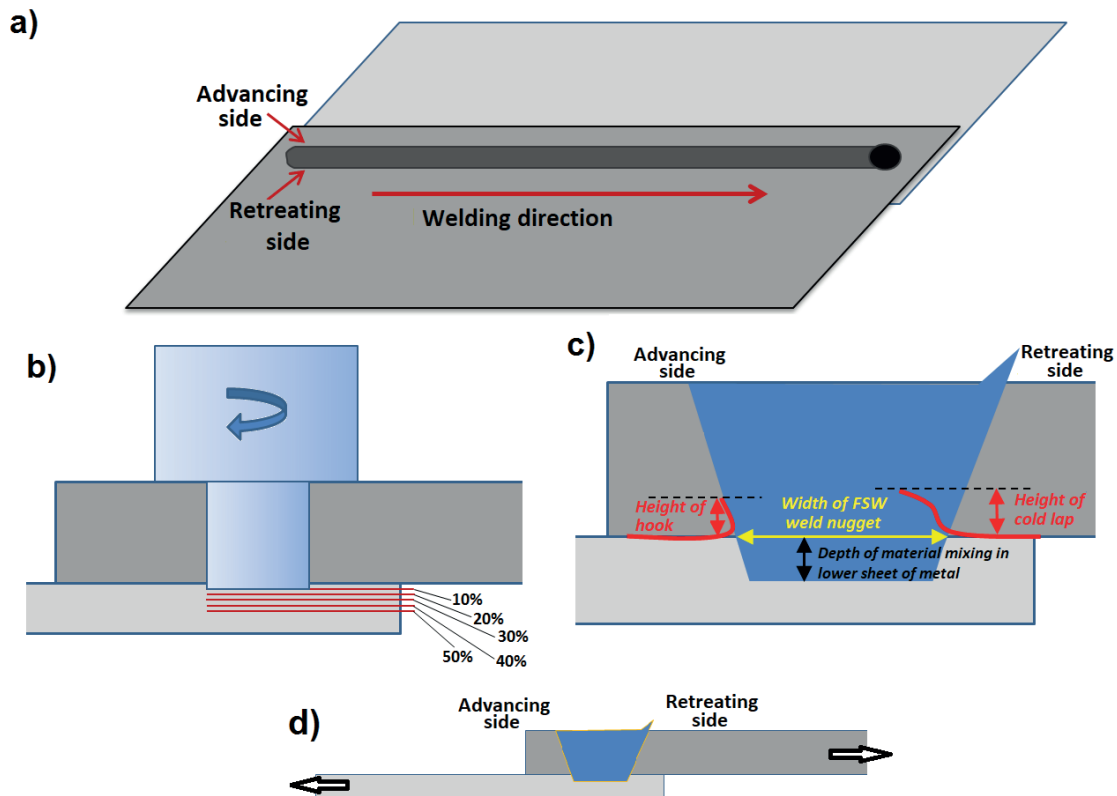 a)
Advancing
side
Retreating
side
Welding direction
b)
10%
20%
30%
40%
50%
c)
Advancing
side
Retreating
side
Height of
hook
Width of FSW
weld nugget
Height of
cold lap
Depth of material mixing in
lower sheet of metal
d)
Advancing
side
Retreating
side